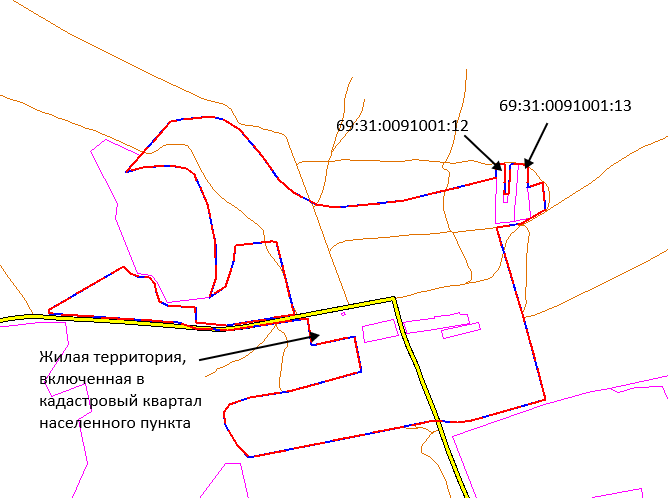 69:31:0091001:13
69:31:0091001:12
Жилая территория,
включенная в
кадастровый квартал
населенного пункта